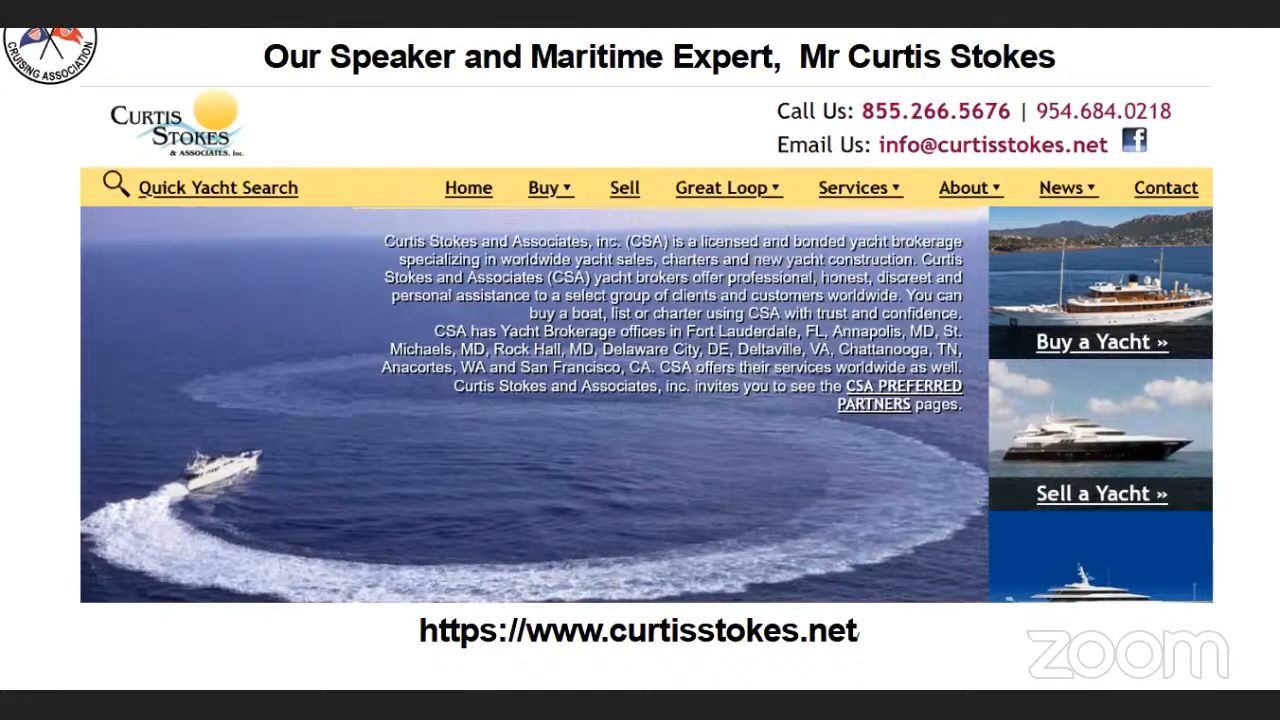 CRUISING ASSOCIATION
Our Speaker and Maritime Expert, Mr Curtis Stokes
CURTIS
STOKES
& ASSOCIATES, Inc.
Call Us: 855.266.5676 | 954.684.0218
Email Us: info@curtisstokes.net
Quick Yacht Search
Home Buy Sell Great Loop Services About News Contact
Curtis Stokes and Associates, inc. (CSA) is a licensed and bonded yacht brokerage
specializing in worldwide yacht sales, charters and new yacht construction. Curtis
Stokes and Associates (CSA) yacht brokers offer professional, honest, discreet and
personal assistance to a select group of clients and customers worldwide. You can
buy a boat, list or charter using CSA with trust and confidence.
CSA has Yacht Brokerage offices in Fort Lauderdale, FL, Annapolis, MD, St.
Michaels, MD, Rock Hall, MD, Delaware City, DE, Deltaville, VA, Chattanooga, TN,
Anacortes, WA and San Francisco, CA. CSA offers their services worldwide as well.
Curtis Stokes and Associates, inc. invites you to see the CSA PREFERRED
PARTNERS pages.
Buy a Yacht »
Sell a Yacht »
https://www.curtisstokes.net/
zoom